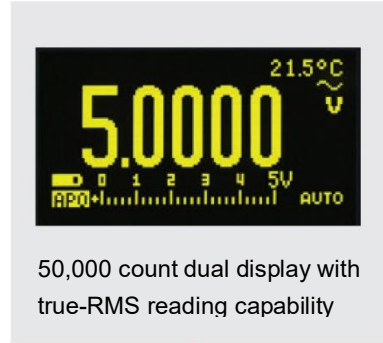 21.5°C
~
5.0000 V
0 1 2 3 4 5V
APO + AUTO
50,000 count dual display with
true-RMS reading capability